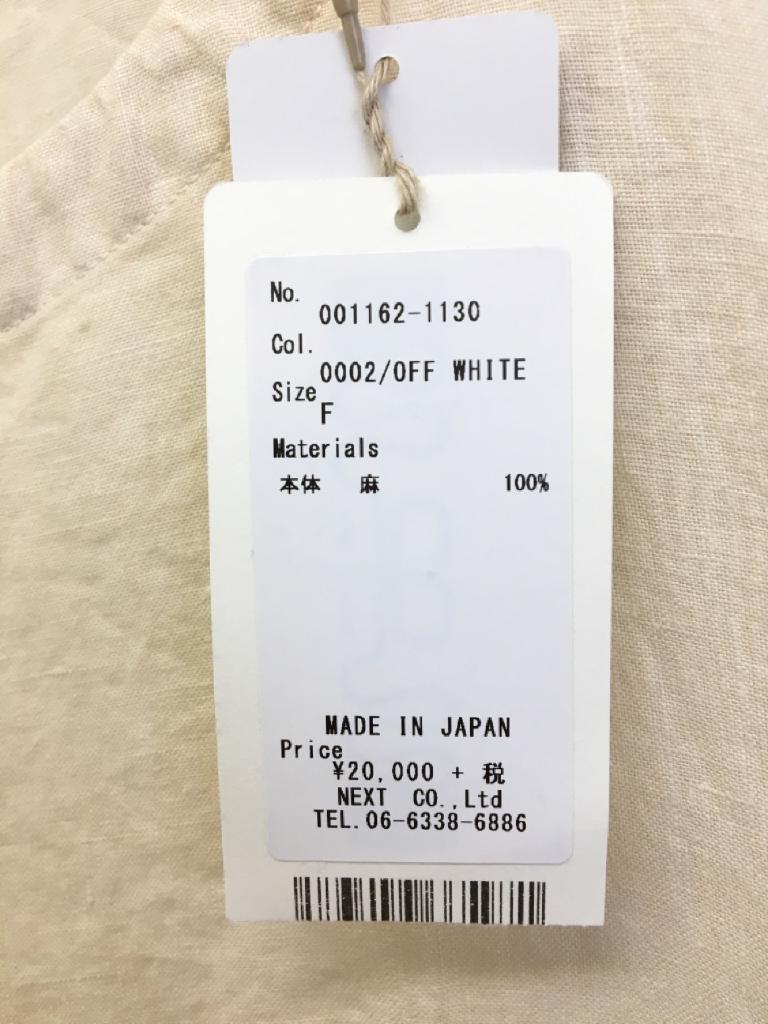 No.
001162-1130
Col.
0002/OFF WHITE
Size
F
Materials
本体 麻 100%
MADE IN JAPAN
Price
¥20,000 + 税
NEXT CO.,Ltd
TEL.06-6338-6886